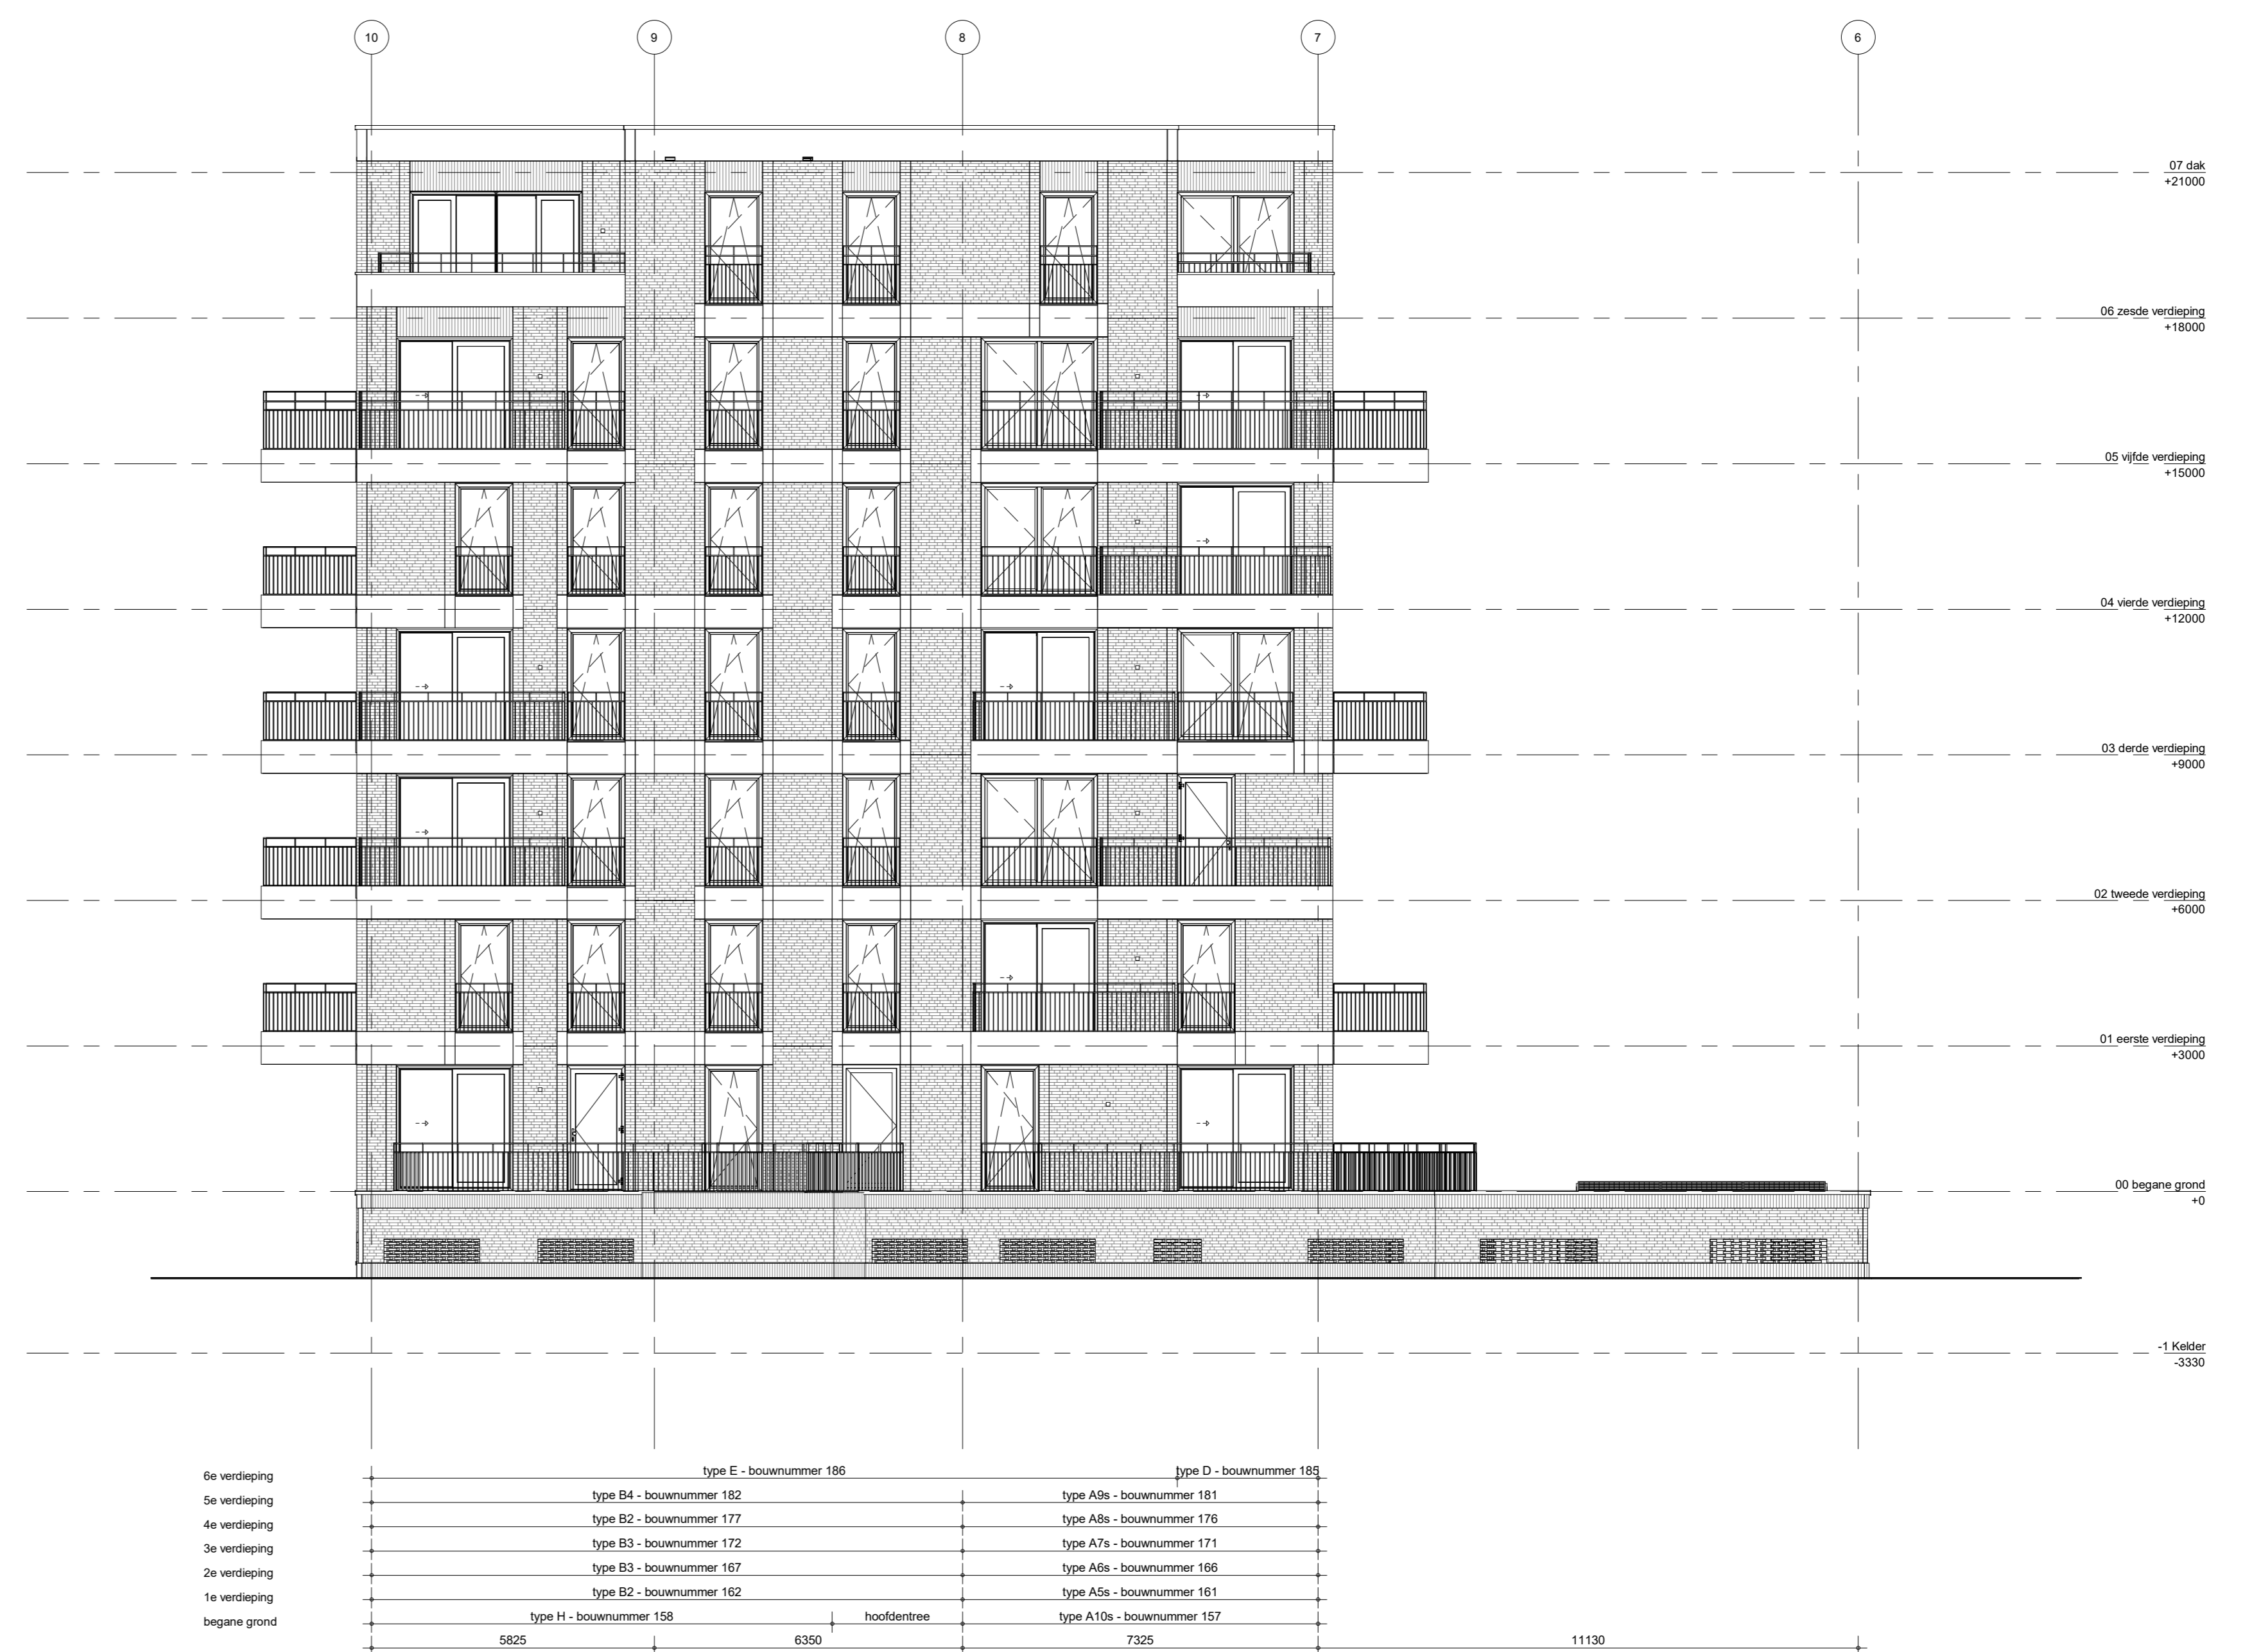 10 9 8 7 6
07 dak
+21000
06 zesde verdieping
+18000
05 vijfde verdieping
+15000
04 vierde verdieping
+12000
03 derde verdieping
+9000
02 tweede verdieping
+6000
01 eerste verdieping
+3000
00 begane grond
+0
-1 Kelder
-3330
6e verdieping type E - bouwnummer 186 type D - bouwnummer 185
5e verdieping type B4 - bouwnummer 182 type A9s - bouwnummer 181
4e verdieping type B2 - bouwnummer 177 type A8s - bouwnummer 176
3e verdieping type B3 - bouwnummer 172 type A7s - bouwnummer 171
2e verdieping type B3 - bouwnummer 167 type A6s - bouwnummer 166
1e verdieping type B2 - bouwnummer 162 type A5s - bouwnummer 161
begane grond type H - bouwnummer 158 hoofdentree type A10s - bouwnummer 157
5825 6350 7325 11130